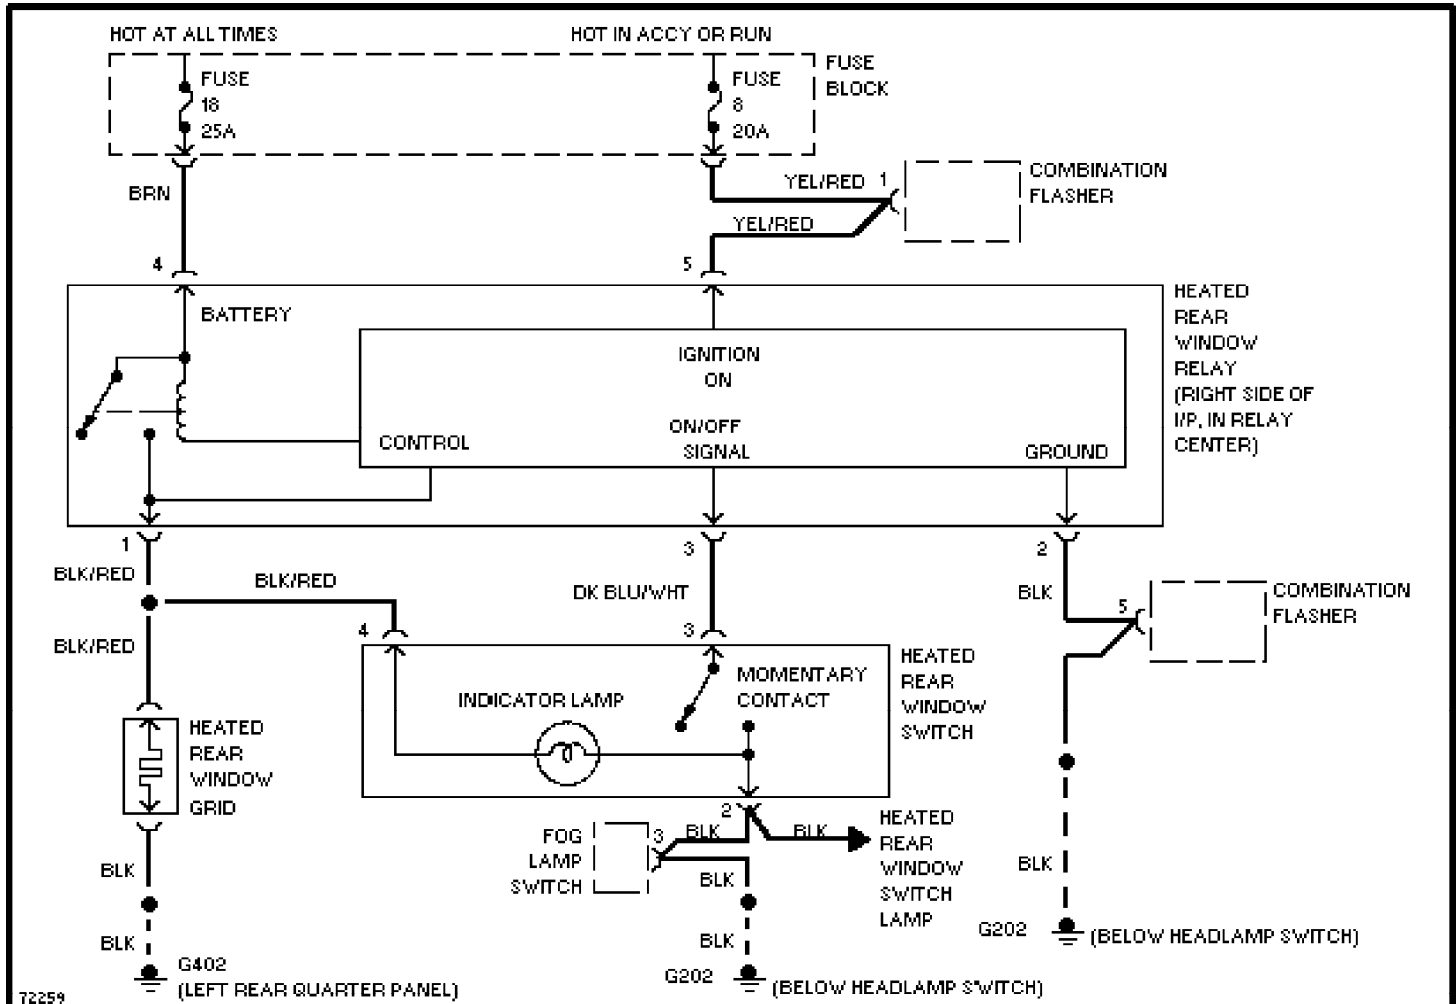 HOT AT ALL TIMES
HOT IN ACCY OR RUN
FUSE
18
25A
FUSE
8
20A
FUSE
BLOCK
BRN
YEL/RED
1
YEL/RED
COMBINATION
FLASHER
4
5
BATTERY
IGNITION
ON
CONTROL
ON/OFF
SIGNAL
GROUND
HEATED
REAR
WINDOW
RELAY
(RIGHT SIDE OF
I/P, IN RELAY
CENTER)
1
3
2
BLK/RED
BLK/RED
DK BLU/WHT
BLK
5
COMBINATION
FLASHER
BLK/RED
4
3
INDICATOR LAMP
MOMENTARY
CONTACT
HEATED
REAR
WINDOW
SWITCH
HEATED
REAR
WINDOW
GRID
2
FOG
LAMP
SWITCH
3
BLK
BLK
HEATED
REAR
WINDOW
SWITCH
LAMP
BLK
BLK
BLK
BLK
BLK
G402
(LEFT REAR QUARTER PANEL)
G202
(BELOW HEADLAMP SWITCH)
G202
(BELOW HEADLAMP SWITCH)
72259